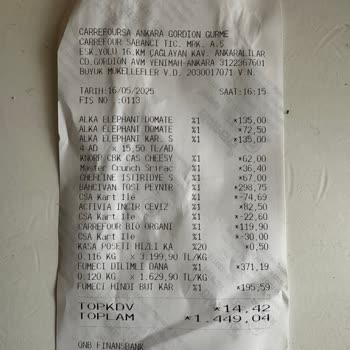 CARREFOURSA ANKARA GORDION GURME
CARREFOUR SABANCI TIC. MRK. A.S
ESK.YOLU 16.KM ÇAĞLAYAN KAV. ANKARALILAR
CD.GORDION AVM YENIMAH-ANKARA 3122367601
BUYUK MUKELLEFLER V.D. 2030017071 V.N.
TARIH:16/05/2025 SAAT:16:15
FIS NO :0113
ALKA ELEPHANT DOMATE %1 *135,00
ALKA ELEPHANT DOMATE %1 *72,50
ALKA ELEPHANT KAR. S %1 *135,00
4 AD x 15,50 TL/AD
KNORR CBK CAS CHEESY %1 *62,00
Master Crunch Srirac %1 *36,40
CHEFLINE ISTIRIDYE S %1 *67,00
BAHCIVAN TOST PEYNIR %1 *298,75
CSA Kart Ile %1 *-74,69
ACTIVIA INCIR CEVIZ %1 *82,50
CSA Kart Ile %1 *-22,60
CARREFOUR BIO ORGANI %1 *119,90
CSA Kart Ile %1 *-30,00
KASA POSETI HIZLI KA %20 *0,50
0.116 KG x 3.199,90 TL/KG
FUMECI DILIMLI DANA %1 *371,19
0.120 KG x 1.629,90 TL/KG
FUMECI HINDI BUT KAR %1 *195,59
TOPKDV *14,42
TOPLAM *1.449,04
QNB FINANSBANK